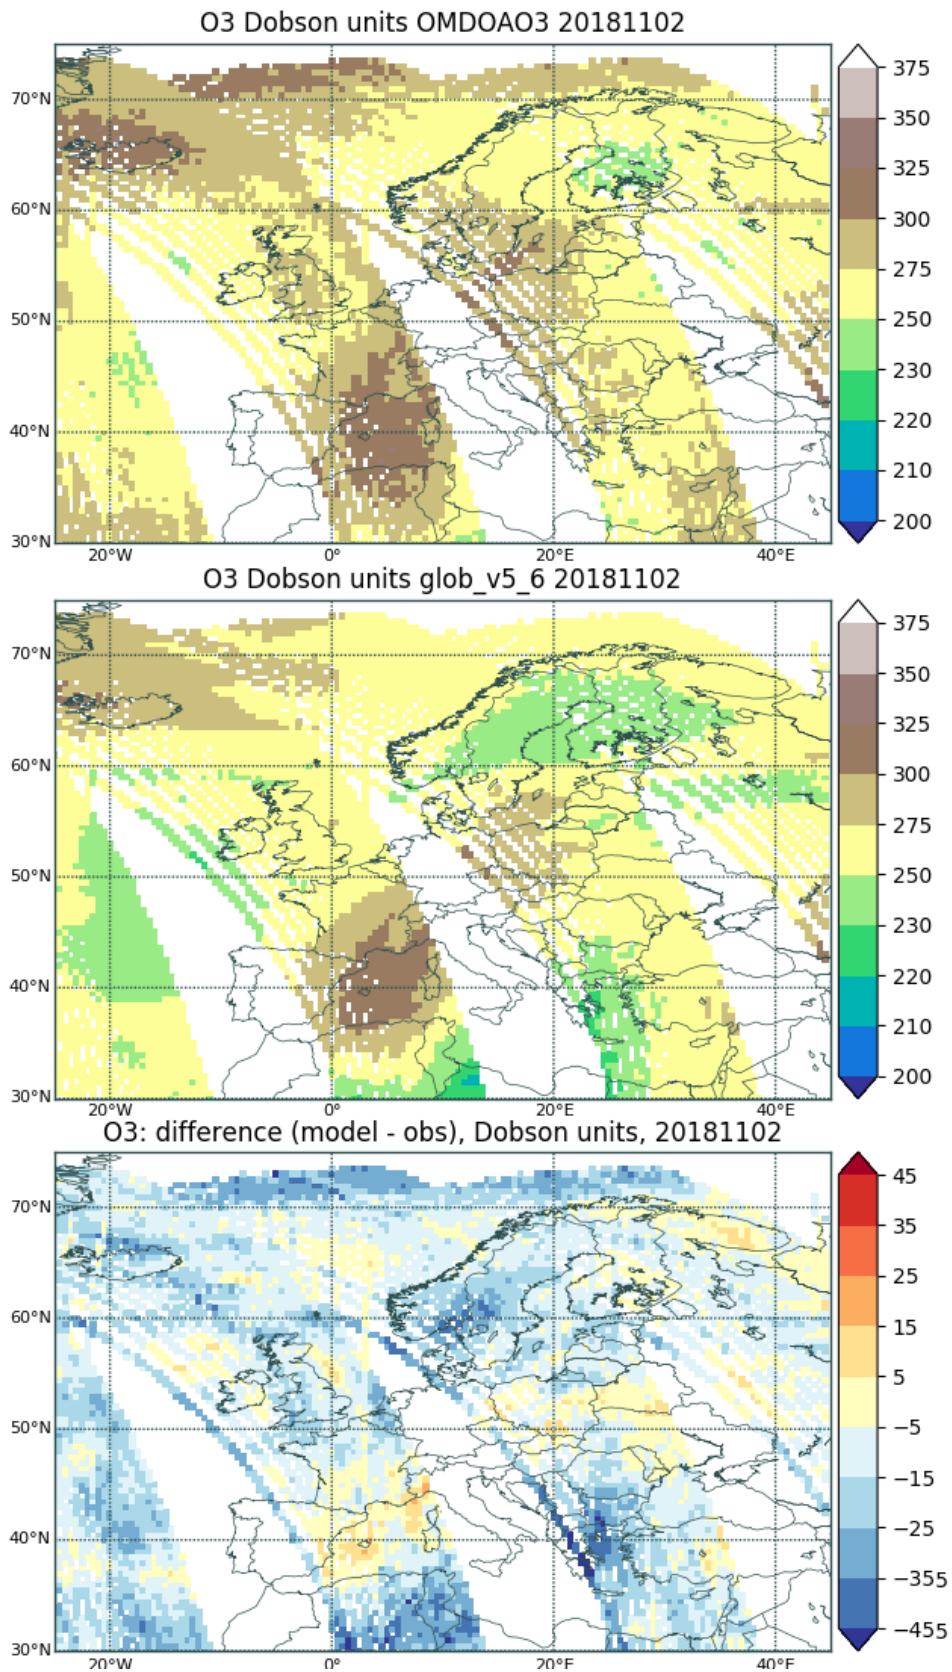 O3 Dobson units OMDOAO3 20181102
375
70°N
350
325
60°N
300
275
50°N
250
230
40°N
220
210
30°N
200
20°W 0° 20°E 40°E
O3 Dobson units glob_v5_6 20181102
375
70°N
350
325
60°N
300
275
50°N
250
230
40°N
220
210
30°N
200
20°W 0° 20°E 40°E
O3: difference (model - obs), Dobson units, 20181102
45
70°N
35
25
60°N
15
5
50°N
−5
−15
40°N
−25
−355
30°N
−455
20°W 0° 20°E 40°E